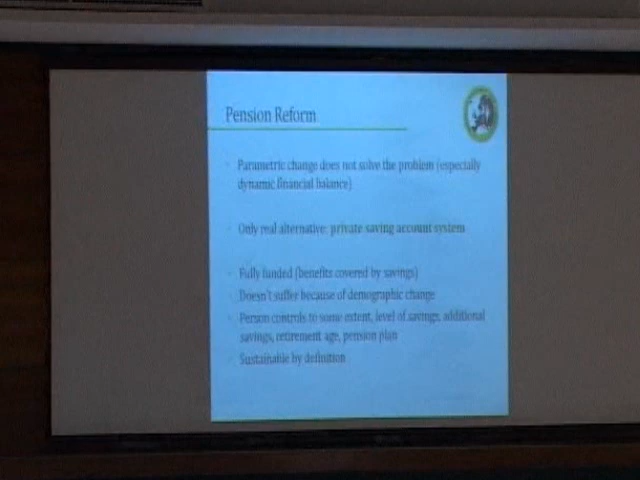 Pension Reform
Parametric change does not solve the problem (especially
dynamic financial balance)
Only real alternative: private saving account system
Fully funded (benefits covered by savings)
Doesn't suffer because of demographic change
Person controls to some extent, level of savings, additional
savings, retirement age, pension plan
Sustainable by definition